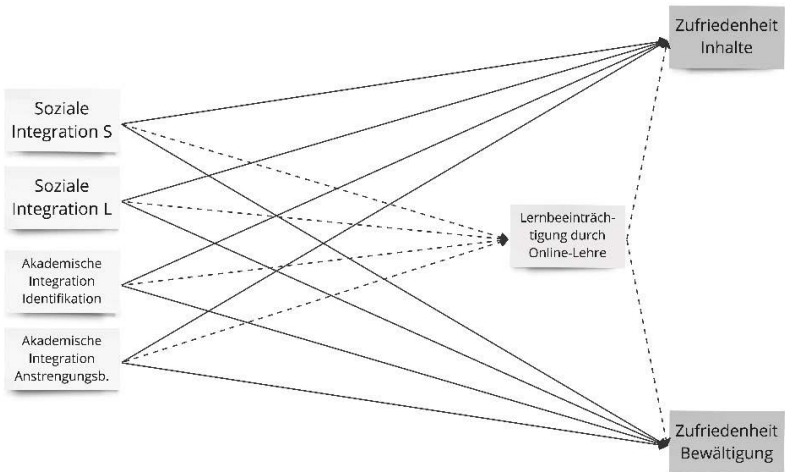 Zufriedenheit
Inhalte
Soziale
Integration S
Soziale
Integration L
Lernbeeinträch-
tigung durch
Online-Lehre
Akademische
Integration
Identifikation
Akademische
Integration
Anstrengungsb.
Zufriedenheit
Bewältigung